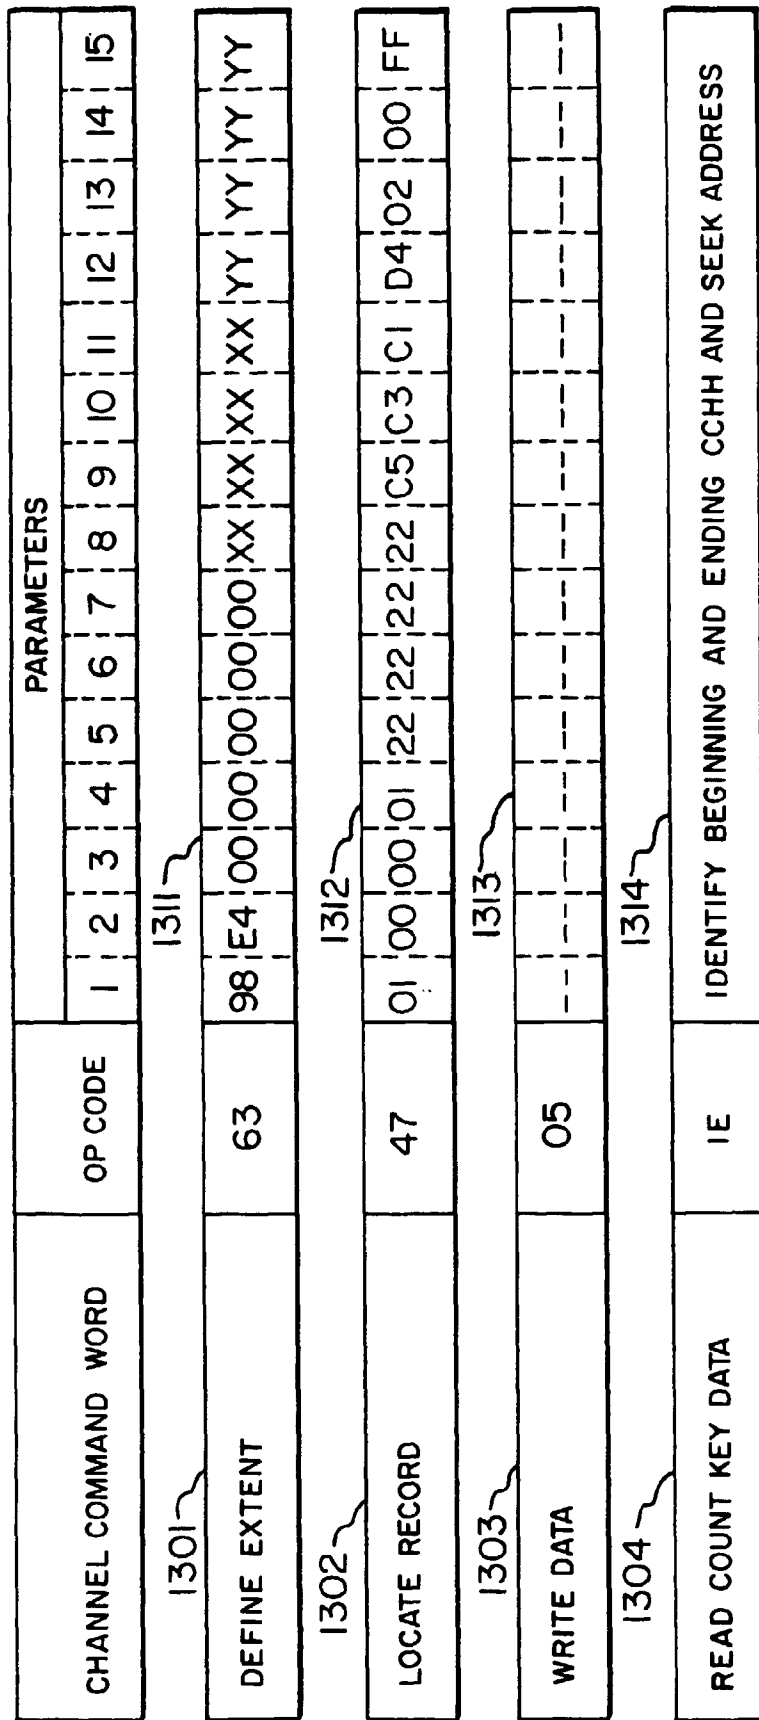 PARAMETERS
CHANNEL COMMAND WORD OP CODE 1 2 3 4 5 6 7 8 9 10 11 12 13 14 15
1301 1311
DEFINE EXTENT 63 98 E4 00 00 00 00 00 XX XX XX XX YY YY YY YY
1302 1312
LOCATE RECORD 47 01 00 00 01 22 22 22 22 C5 C3 C1 D4 02 00 FF
1303 1313
WRITE DATA 05 -- -- -- -- -- -- -- -- -- -- -- -- -- -- --
1304 1314
READ COUNT KEY DATA 1E IDENTIFY BEGINNING AND ENDING CCHH AND SEEK ADDRESS